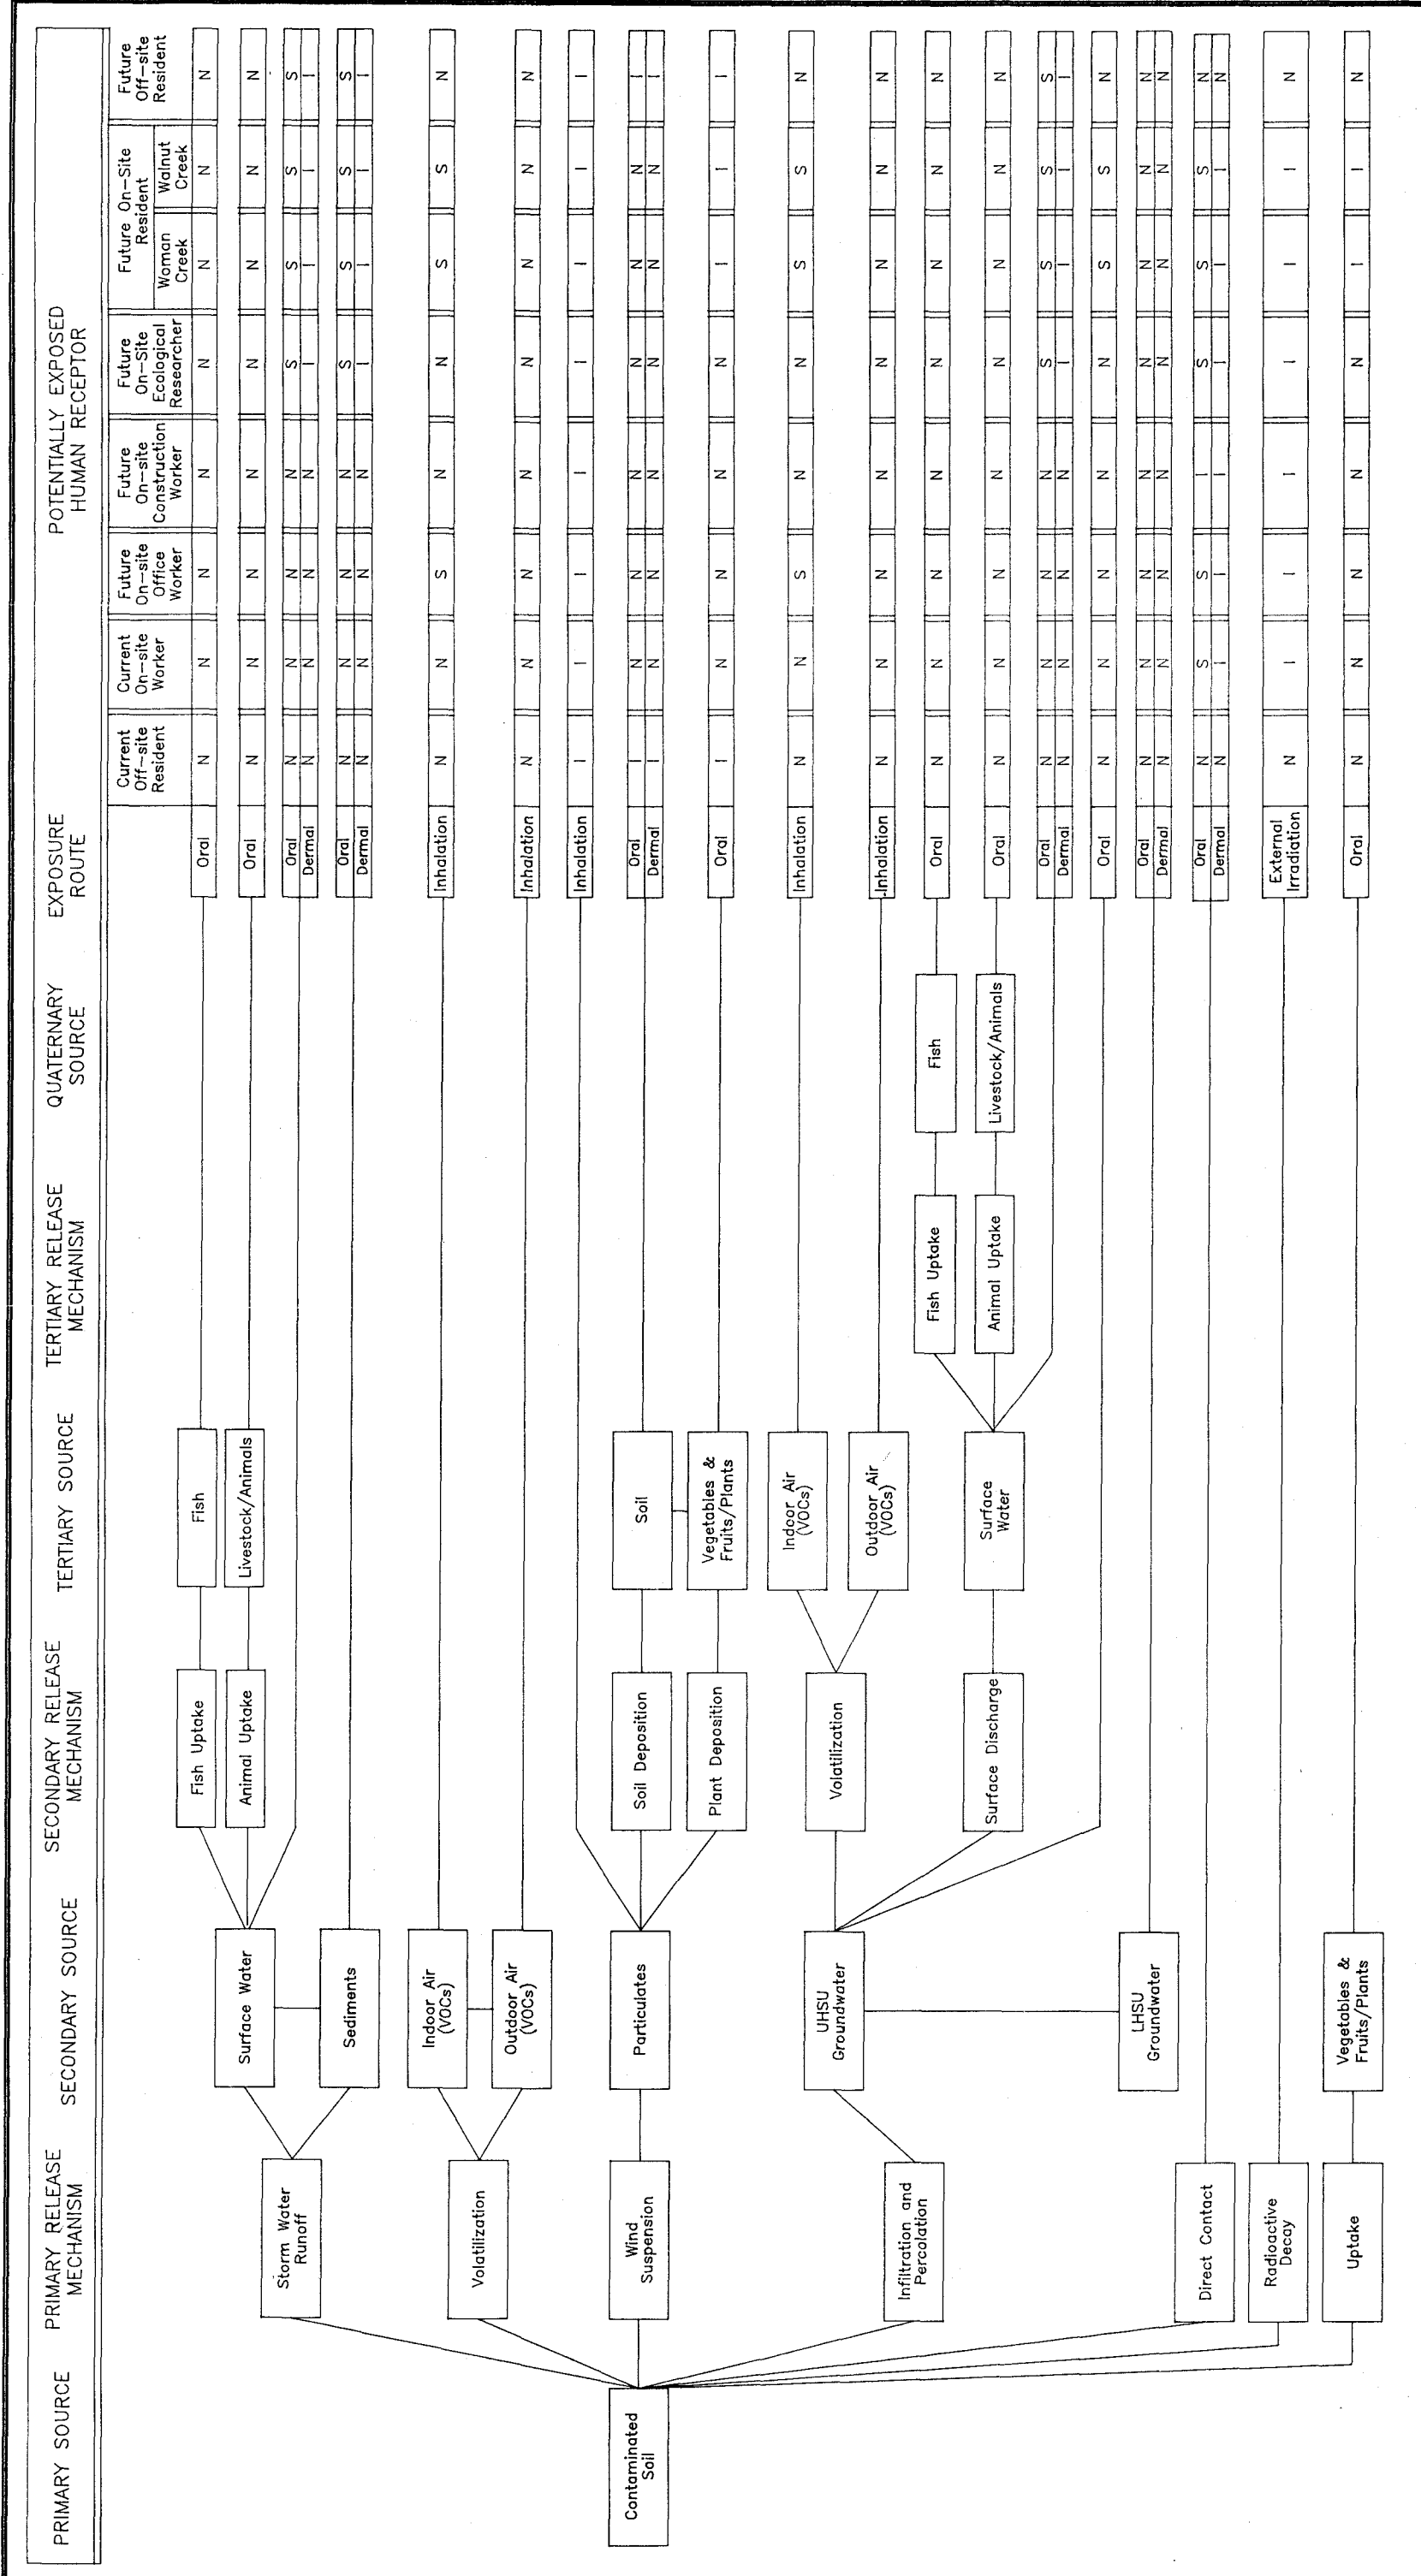 PRIMARY SOURCE
PRIMARY RELEASE
MECHANISM
SECONDARY SOURCE
SECONDARY RELEASE
MECHANISM
TERTIARY SOURCE
TERTIARY RELEASE
MECHANISM
QUATERNARY
SOURCE
EXPOSURE
ROUTE
POTENTIALLY EXPOSED
HUMAN RECEPTOR
Current
Off-site
Resident
Current
On-site
Worker
Future
On-site
Office
Worker
Future
On-site
Construction
Worker
Future
On-Site
Ecological
Researcher
Future On-Site
Resident
Woman
Creek
Walnut
Creek
Future
Off-site
Resident
Fish Uptake
Fish
Oral N N N N N N N N
Animal Uptake
Livestock/Animals
Oral N N N N N N N N
Surface Water
Oral N N N N S S S S
Dermal N N N N I I I I
Storm Water
Runoff
Sediments
Oral N N N N S S S S
Dermal N N N N I I I I
Indoor Air
(VOCs)
Inhalation N N S N N S S N
Volatilization
Outdoor Air
(VOCs)
Inhalation N N N N N N N N
Inhalation I I I I I I I I
Contaminated
Soil
Wind
Suspension
Particulates
Soil Deposition
Soil
Oral I N N N N N N I
Dermal I N N N N N N I
Plant Deposition
Vegetables &
Fruits/Plants
Oral I N N N N I I I
Indoor Air
(VOCs)
Inhalation N N S N N S S N
UHSU
Groundwater
Volatilization
Outdoor Air
(VOCs)
Inhalation N N N N N N N N
Infiltration and
Percolation
Fish Uptake
Fish
Oral N N N N N N N N
Surface Discharge
Surface
Water
Animal Uptake
Livestock/Animals
Oral N N N N N N N N
Oral N N N N S S S S
Dermal N N N N I I I I
Oral N N N N N S S N
LHSU
Groundwater
Oral N N N N N N N N
Dermal N N N N N N N N
Direct Contact
Oral N S S I S S S N
Dermal N I I I I I I N
Radioactive
Decay
External
Irradiation N I I I I I I N
Uptake
Vegetables &
Fruits/Plants
Oral N N N N N I I N